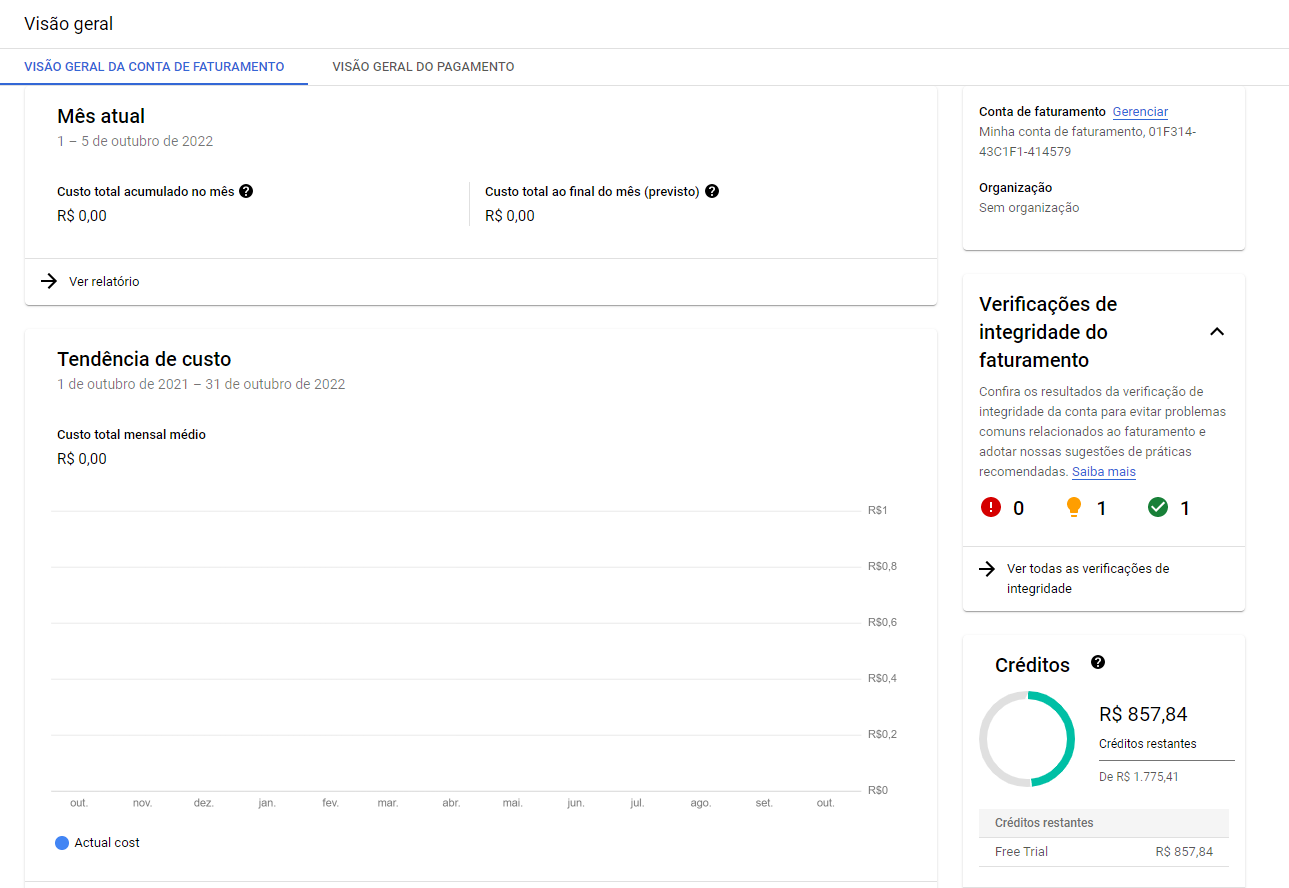 Visão geral
VISÃO GERAL DA CONTA DE FATURAMENTO
VISÃO GERAL DO PAGAMENTO
Mês atual
1 – 5 de outubro de 2022
Custo total acumulado no mês
R$ 0,00
Custo total ao final do mês (previsto)
R$ 0,00
Ver relatório
Tendência de custo
1 de outubro de 2021 – 31 de outubro de 2022
Custo total mensal médio
R$ 0,00
R$1
R$0,8
R$0,6
R$0,4
R$0,2
R$0
out. nov. dez. jan. fev. mar. abr. mai. jun. jul. ago. set. out.
Actual cost
Conta de faturamento Gerenciar
Minha conta de faturamento, 01F314-
43C1F1-414579
Organização
Sem organização
Verificações de
integridade do
faturamento
Confira os resultados da verificação de
integridade da conta para evitar problemas
comuns relacionados ao faturamento e
adotar nossas sugestões de práticas
recomendadas. Saiba mais
0 1 1
Ver todas as verificações de
integridade
Créditos
R$ 857,84
Créditos restantes
De R$ 1.775,41
Créditos restantes
Free Trial R$ 857,84